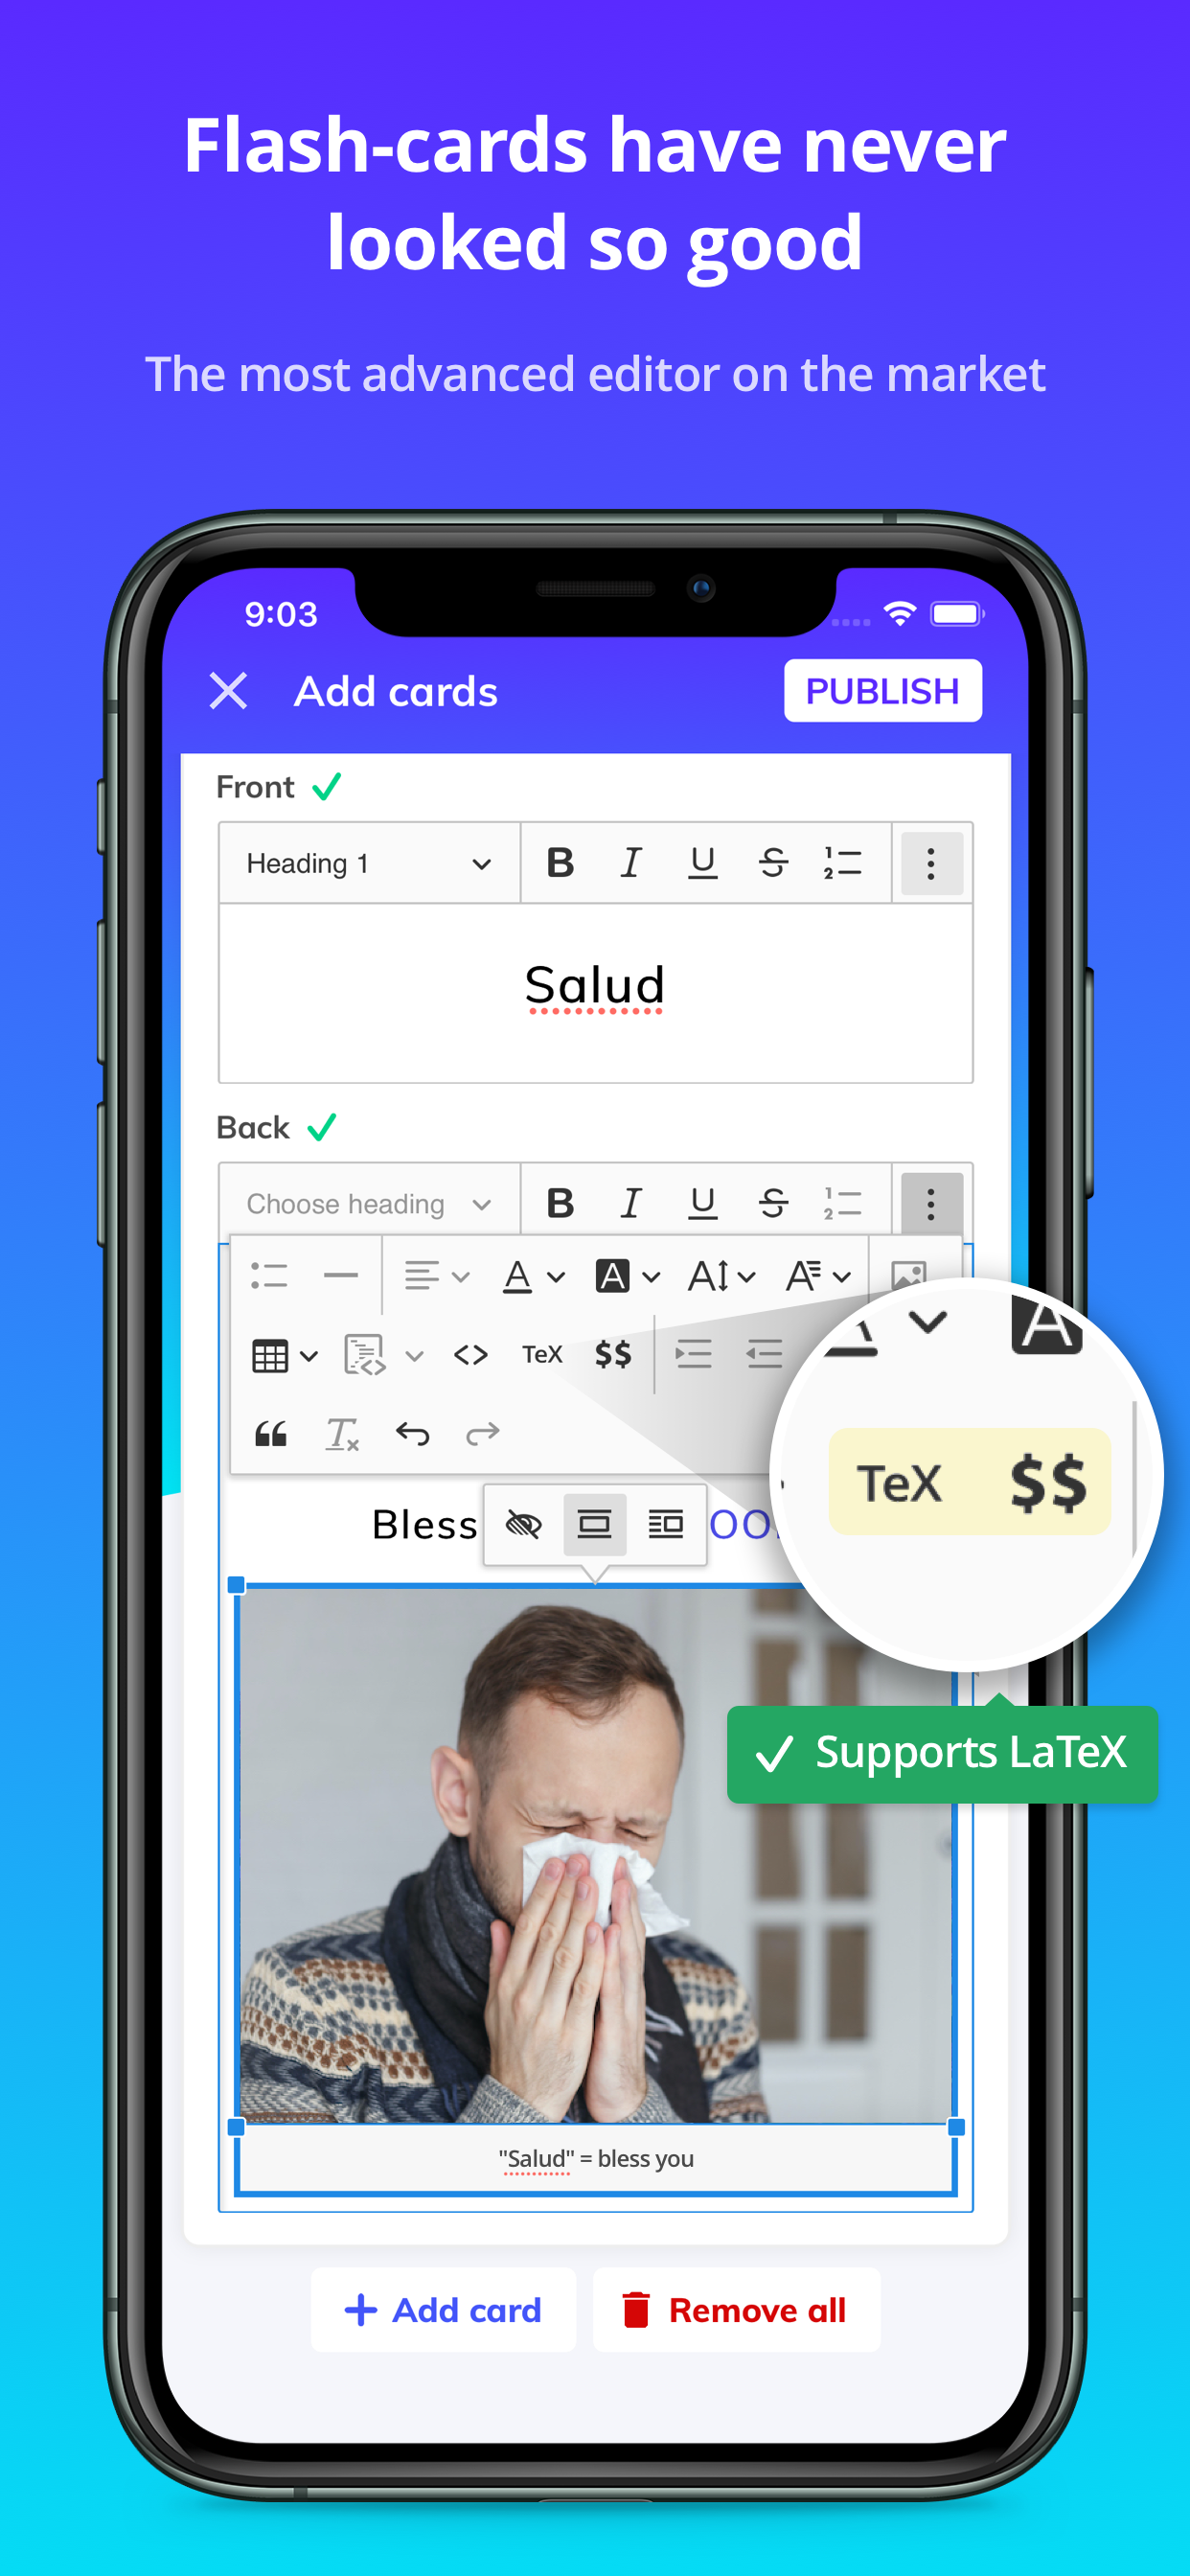 Flash-cards have never
looked so good
The most advanced editor on the market
9:03
Add cards
PUBLISH
Front
Heading 1
B I U S
Salud
Back
Choose heading
B I U S
A A A A
TeX $$
TeX $$
Bless
Supports LaTeX
"Salud" = bless you
Add card
Remove all